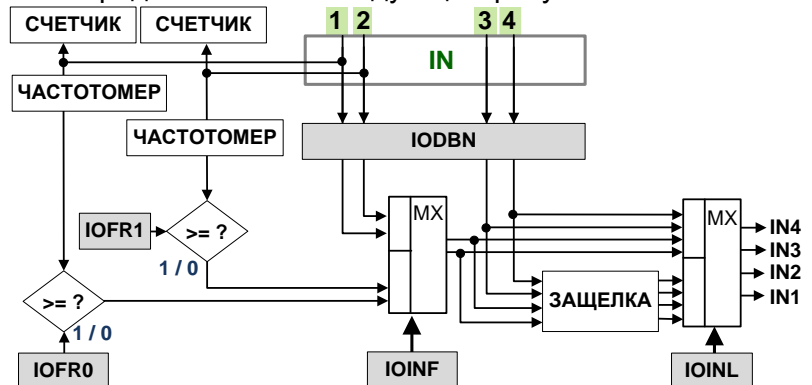 СЧЕТЧИК СЧЕТЧИК 1 2 3 4
IN
ЧАСТОТОМЕР
ЧАСТОТОМЕР
IODBN
MX
MX
IOFR1
>= ?
1 / 0
IN4
IN3
IN2
IN1
>= ?
1 / 0
ЗАЩЕЛКА
IOFR0
IOINF
IOINL